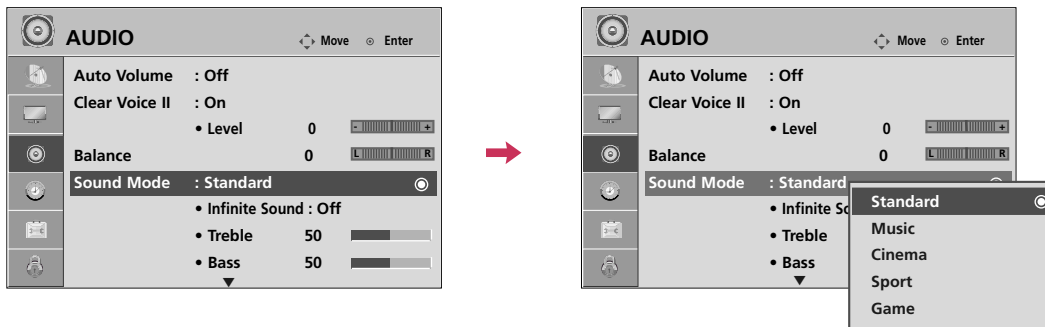 AUDIO Move Enter
Auto Volume : Off
Clear Voice II : On
• Level 0 - +
Balance 0 L R
Sound Mode : Standard
• Infinite Sound : Off
• Treble 50
• Bass 50
AUDIO Move Enter
Auto Volume : Off
Clear Voice II : On
• Level 0 - +
Balance 0 L R
Sound Mode : Standard
• Infinite So
• Treble
• Bass
Standard
Music
Cinema
Sport
Game